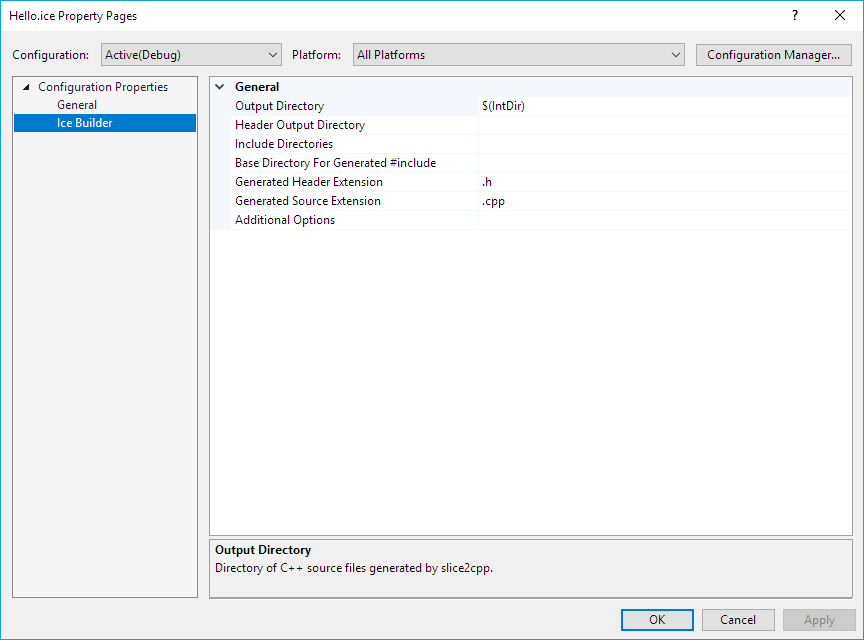 Hello.ice Property Pages ?
Configuration: Active(Debug) Platform: All Platforms Configuration Manager...
Configuration Properties
General
Ice Builder
General
Output Directory $(IntDir)
Header Output Directory
Include Directories
Base Directory For Generated #include
Generated Header Extension .h
Generated Source Extension .cpp
Additional Options
Output Directory
Directory of C++ source files generated by slice2cpp.
OK Cancel Apply